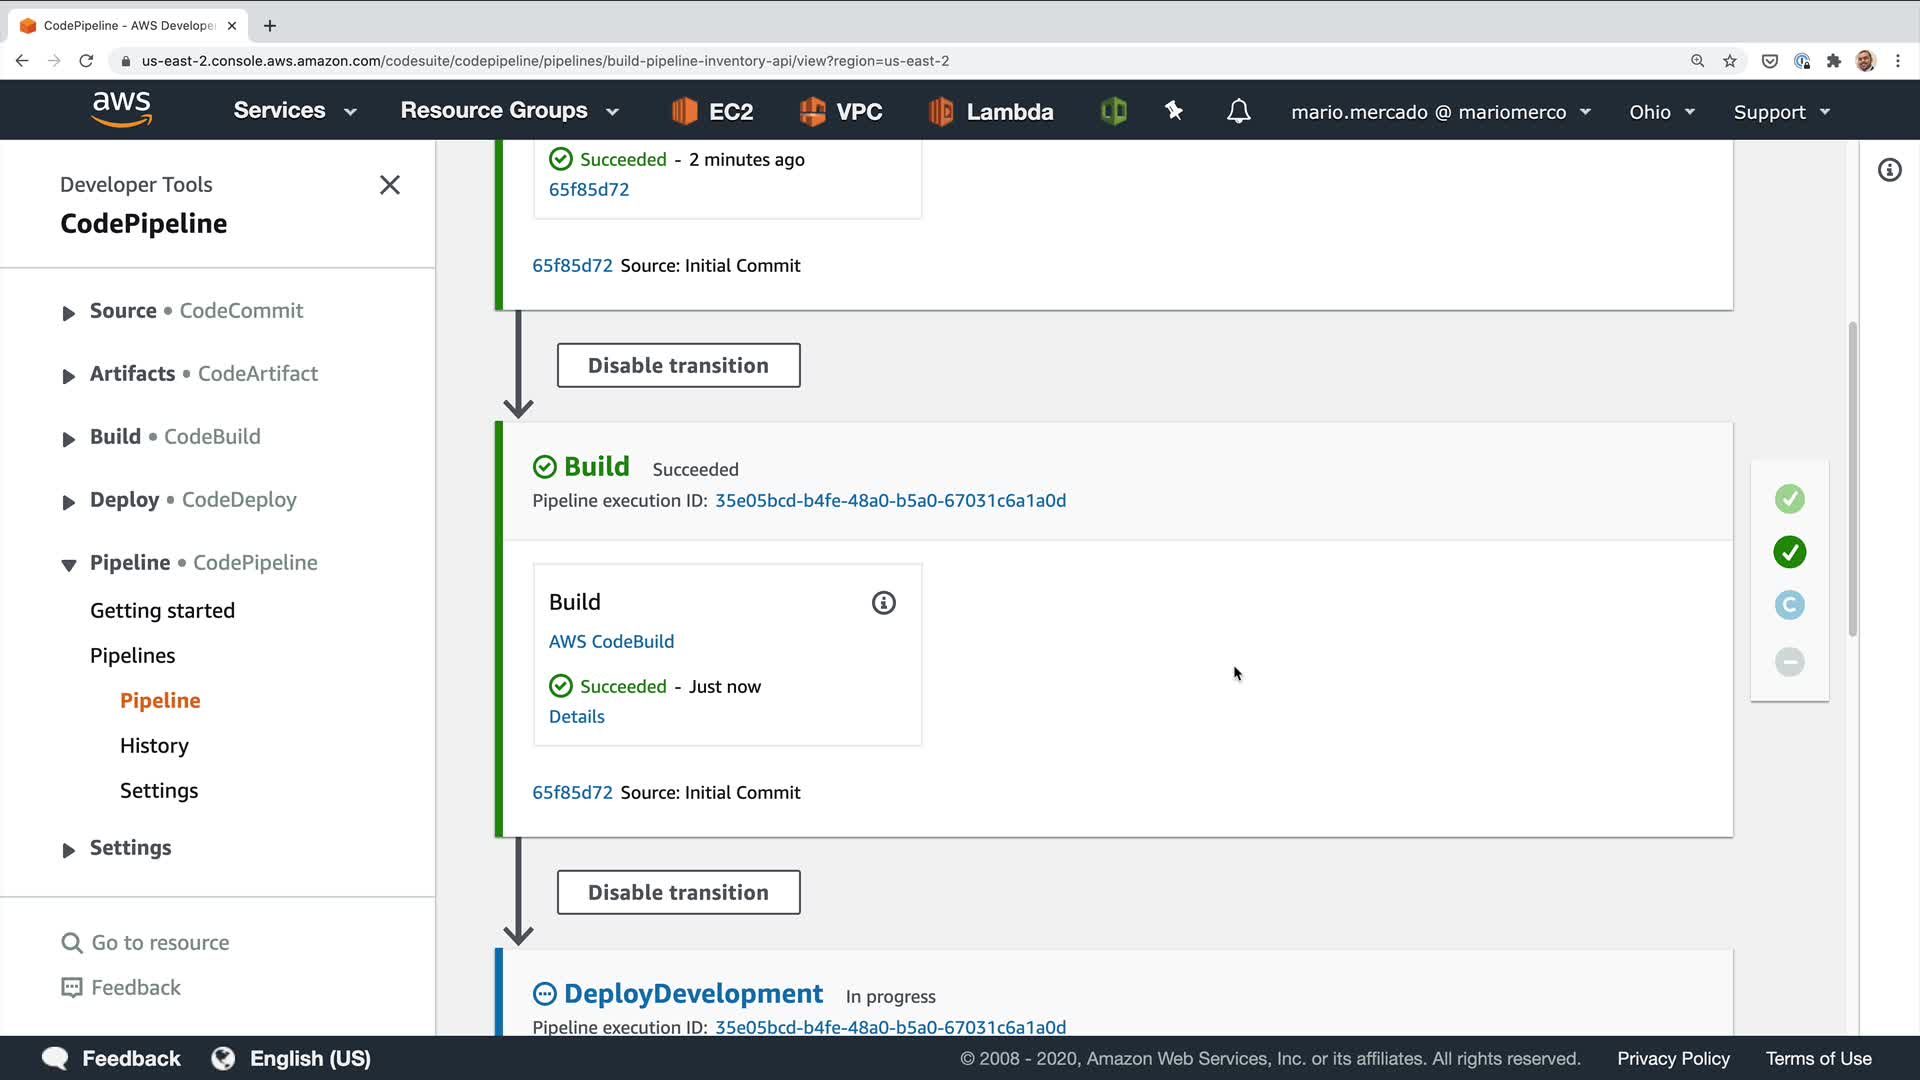 CodePipeline - AWS Develope
us-east-2.console.aws.amazon.com/codesuite/codepipeline/pipelines/build-pipeline-inventory-api/view?region=us-east-2
aws Services Resource Groups EC2 VPC Lambda mario.mercado @ mariomerco Ohio Support
Developer Tools
CodePipeline
Source • CodeCommit
Artifacts • CodeArtifact
Build • CodeBuild
Deploy • CodeDeploy
Pipeline • CodePipeline
Getting started
Pipelines
Pipeline
History
Settings
Settings
Go to resource
Feedback
Succeeded - 2 minutes ago
65f85d72
65f85d72 Source: Initial Commit
Disable transition
Build Succeeded
Pipeline execution ID: 35e05bcd-b4fe-48a0-b5a0-67031c6a1a0d
Build
AWS CodeBuild
Succeeded - Just now
Details
65f85d72 Source: Initial Commit
Disable transition
DeployDevelopment In progress
Pipeline execution ID: 35e05bcd-b4fe-48a0-b5a0-67031c6a1a0d
Feedback English (US) © 2008 - 2020, Amazon Web Services, Inc. or its affiliates. All rights reserved. Privacy Policy Terms of Use